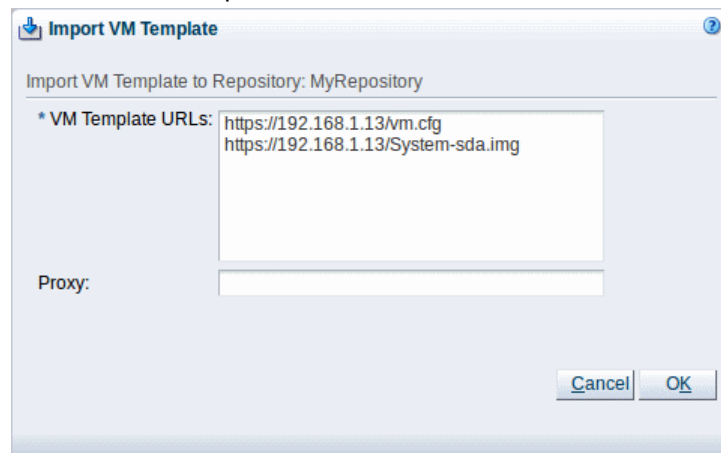 Import VM Template
Import VM Template to Repository: MyRepository
* VM Template URLs: https://192.168.1.13/vm.cfg
https://192.168.1.13/System-sda.img
Proxy:
Cancel OK